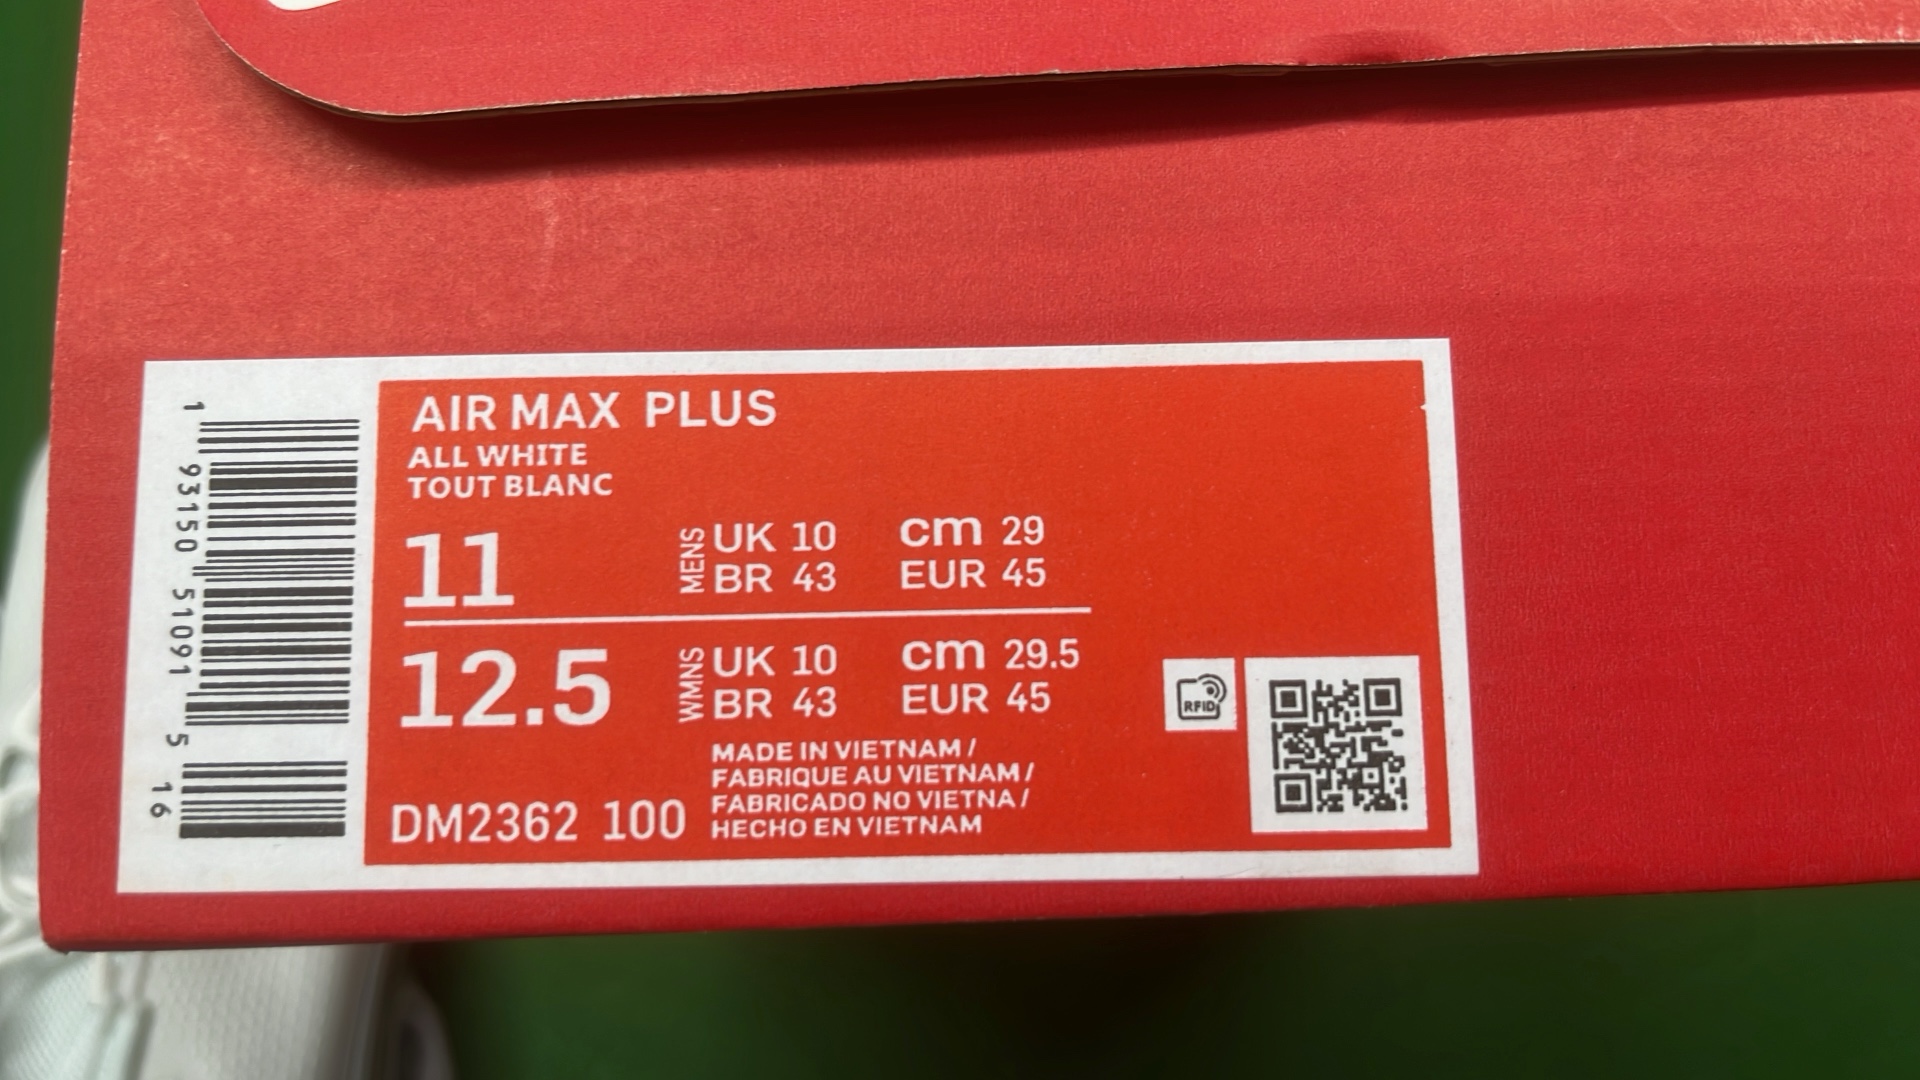 AIR MAX PLUS
ALL WHITE
TOUT BLANC
11 MENS UK 10 cm 29
BR 43 EUR 45
12.5 WMNS UK 10 cm 29.5
BR 43 EUR 45
MADE IN VIETNAM /
FABRIQUE AU VIETNAM /
FABRICADO NO VIETNA /
HECHO EN VIETNAM
DM2362 100
RFID
1 93150 51091 5 16